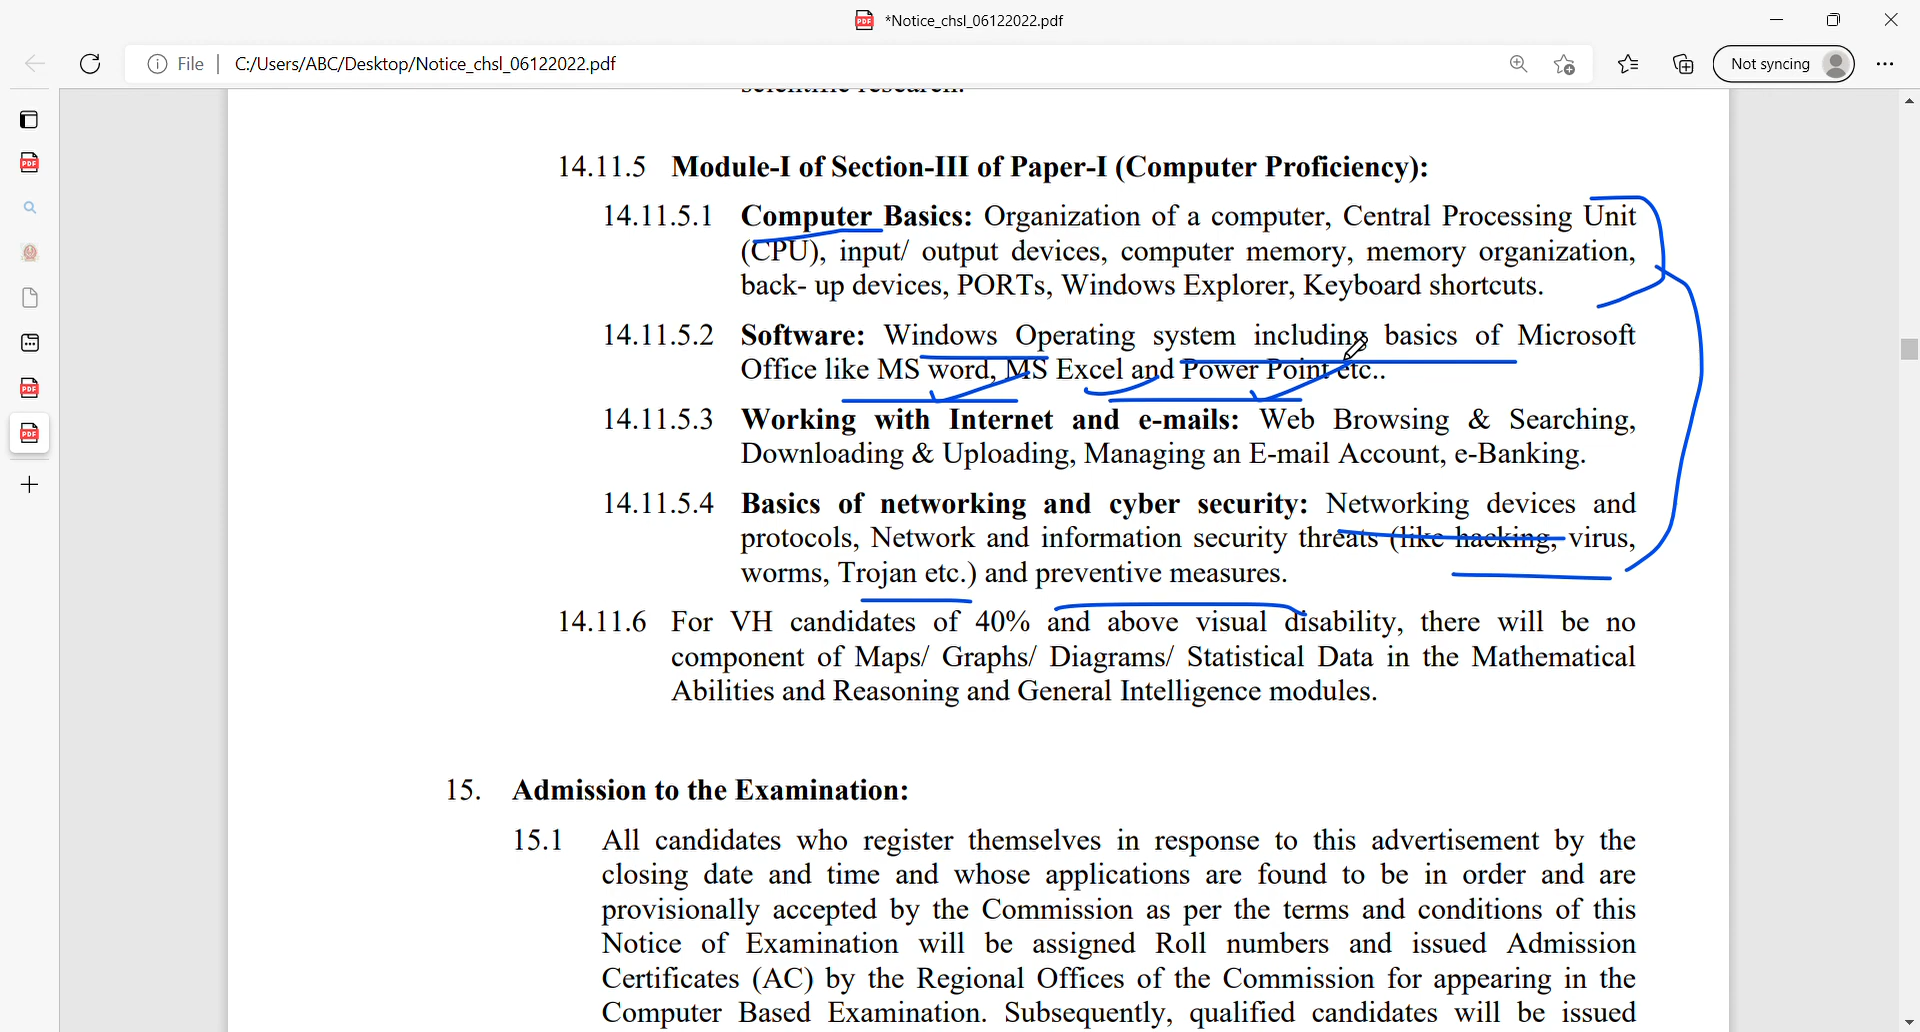 *Notice_chsl_06122022.pdf
File
C:/Users/ABC/Desktop/Notice_chsl_06122022.pdf
Not syncing
scientific research.
14.11.5 Module-I of Section-III of Paper-I (Computer Proficiency):
14.11.5.1 Computer Basics: Organization of a computer, Central Processing Unit
(CPU), input/ output devices, computer memory, memory organization,
back- up devices, PORTs, Windows Explorer, Keyboard shortcuts.
14.11.5.2 Software: Windows Operating system including basics of Microsoft
Office like MS word, MS Excel and Power Point etc..
14.11.5.3 Working with Internet and e-mails: Web Browsing & Searching,
Downloading & Uploading, Managing an E-mail Account, e-Banking.
14.11.5.4 Basics of networking and cyber security: Networking devices and
protocols, Network and information security threats (like hacking, virus,
worms, Trojan etc.) and preventive measures.
14.11.6 For VH candidates of 40% and above visual disability, there will be no
component of Maps/ Graphs/ Diagrams/ Statistical Data in the Mathematical
Abilities and Reasoning and General Intelligence modules.
15. Admission to the Examination:
15.1 All candidates who register themselves in response to this advertisement by the
closing date and time and whose applications are found to be in order and are
provisionally accepted by the Commission as per the terms and conditions of this
Notice of Examination will be assigned Roll numbers and issued Admission
Certificates (AC) by the Regional Offices of the Commission for appearing in the
Computer Based Examination. Subsequently, qualified candidates will be issued